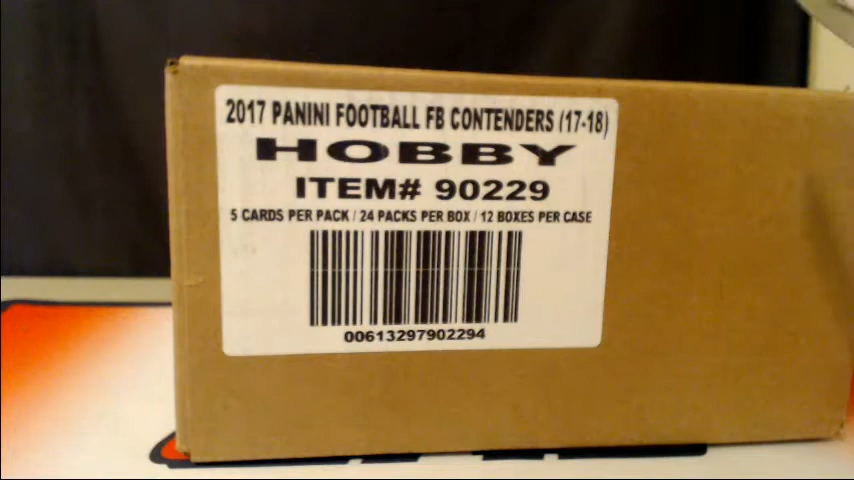 2017 PANINI FOOTBALL FB CONTENDERS (17-18)
HOBBY
ITEM# 90229
5 CARDS PER PACK / 24 PACKS PER BOX / 12 BOXES PER CASE
00613297902294